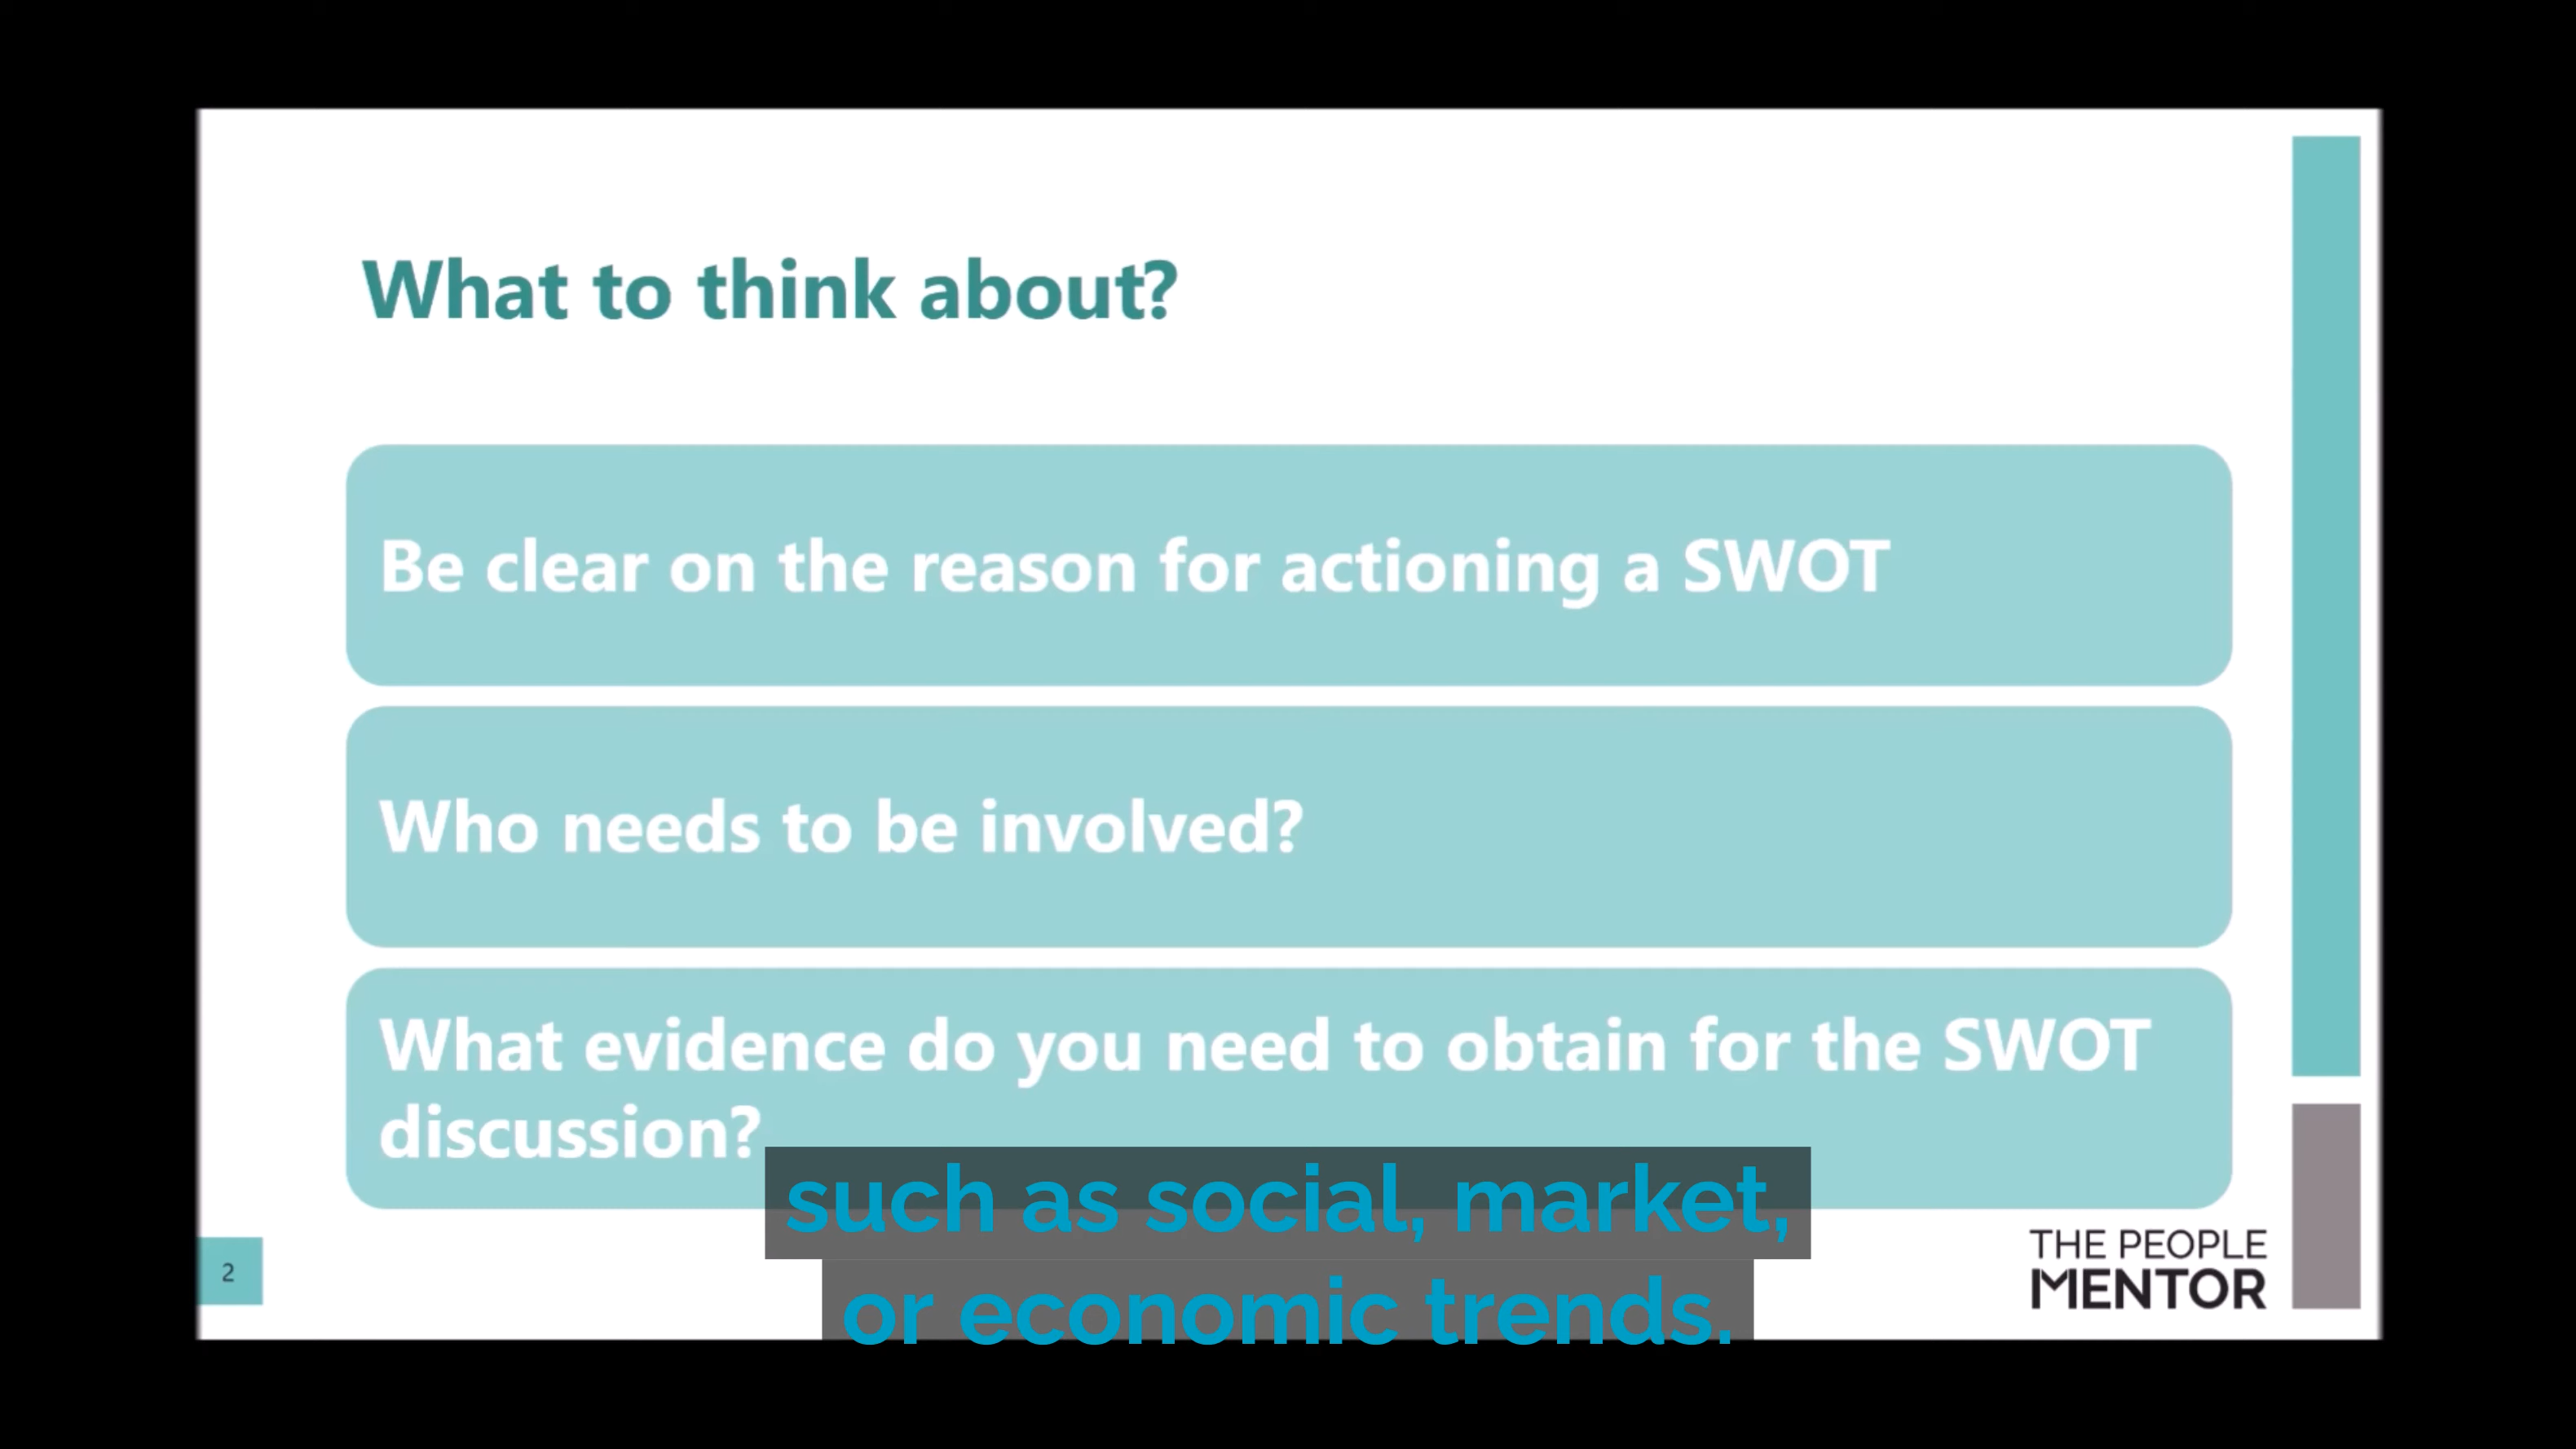 What to think about?
Be clear on the reason for actioning a SWOT
Who needs to be involved?
What evidence do you need to obtain for the SWOT
discussion?
such as social, market,
or economic trends.
2
THE PEOPLE
MENTOR